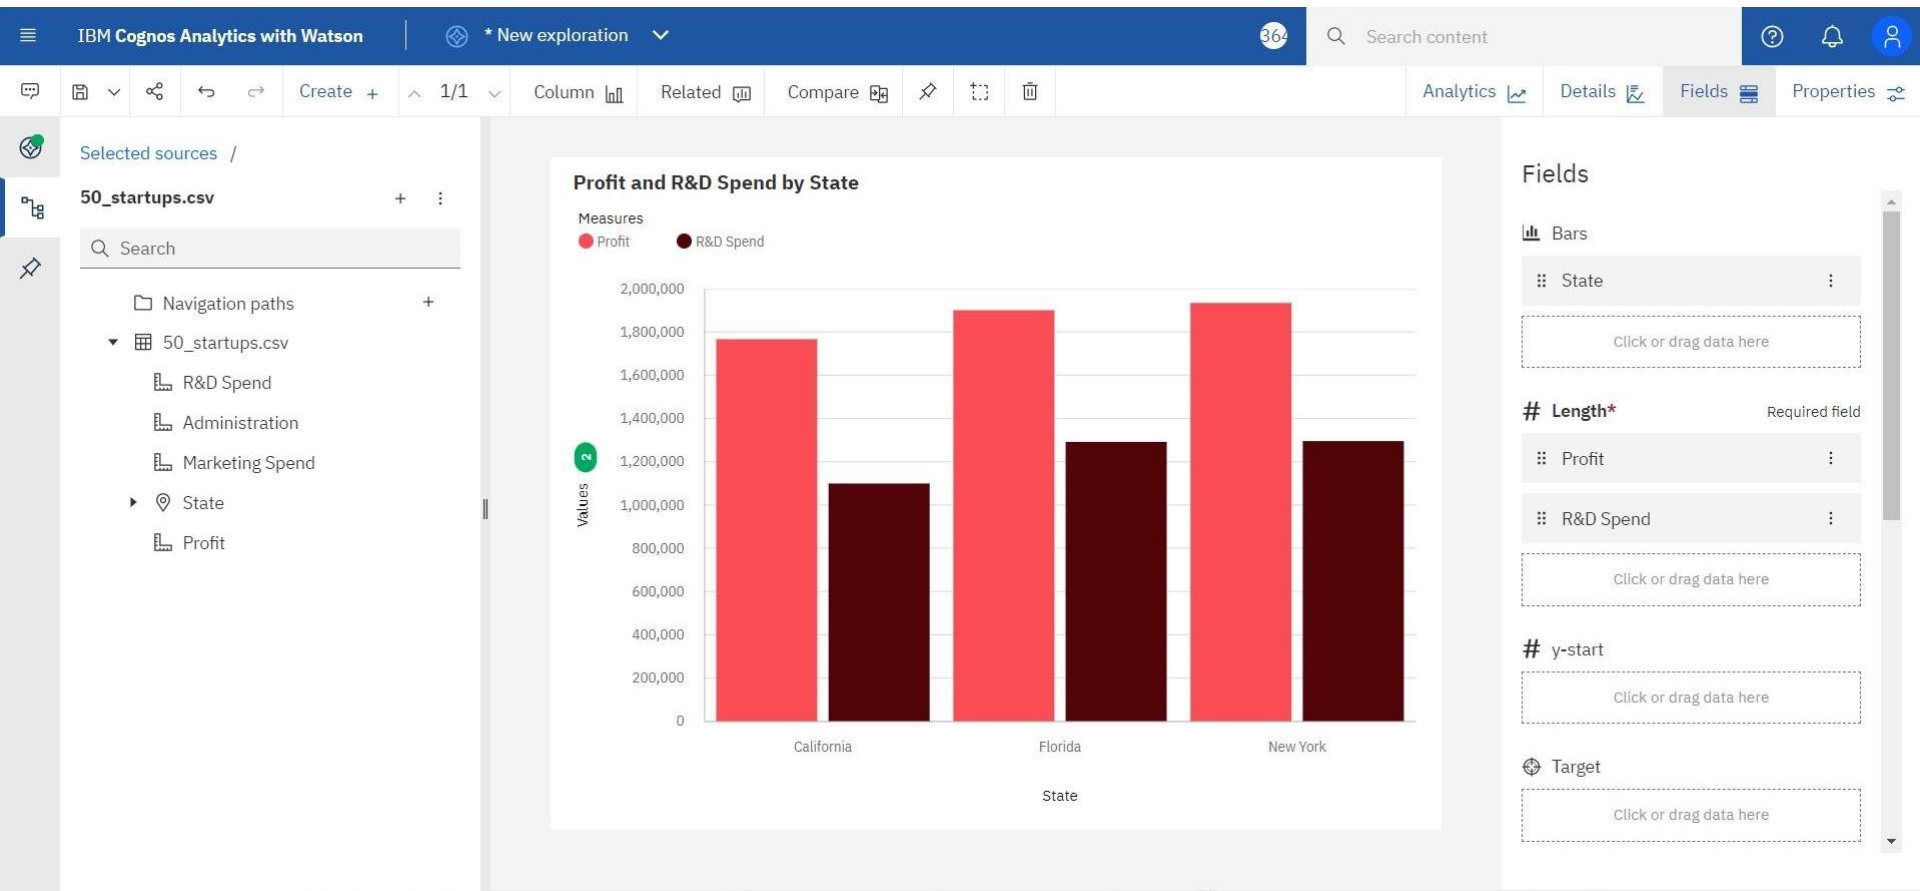 IBM Cognos Analytics with Watson
* New exploration
364
Search content
Create +
1/1
Column
Related
Compare
Analytics
Details
Fields
Properties
Selected sources /
50_startups.csv
Search
Navigation paths
50_startups.csv
R&D Spend
Administration
Marketing Spend
State
Profit
Profit and R&D Spend by State
Measures
Profit
R&D Spend
2,000,000
1,800,000
1,600,000
1,400,000
1,200,000
1,000,000
800,000
600,000
400,000
200,000
0
Values
2
California
Florida
New York
State
Fields
Bars
State
Click or drag data here
# Length* Required field
Profit
R&D Spend
Click or drag data here
# y-start
Click or drag data here
Target
Click or drag data here